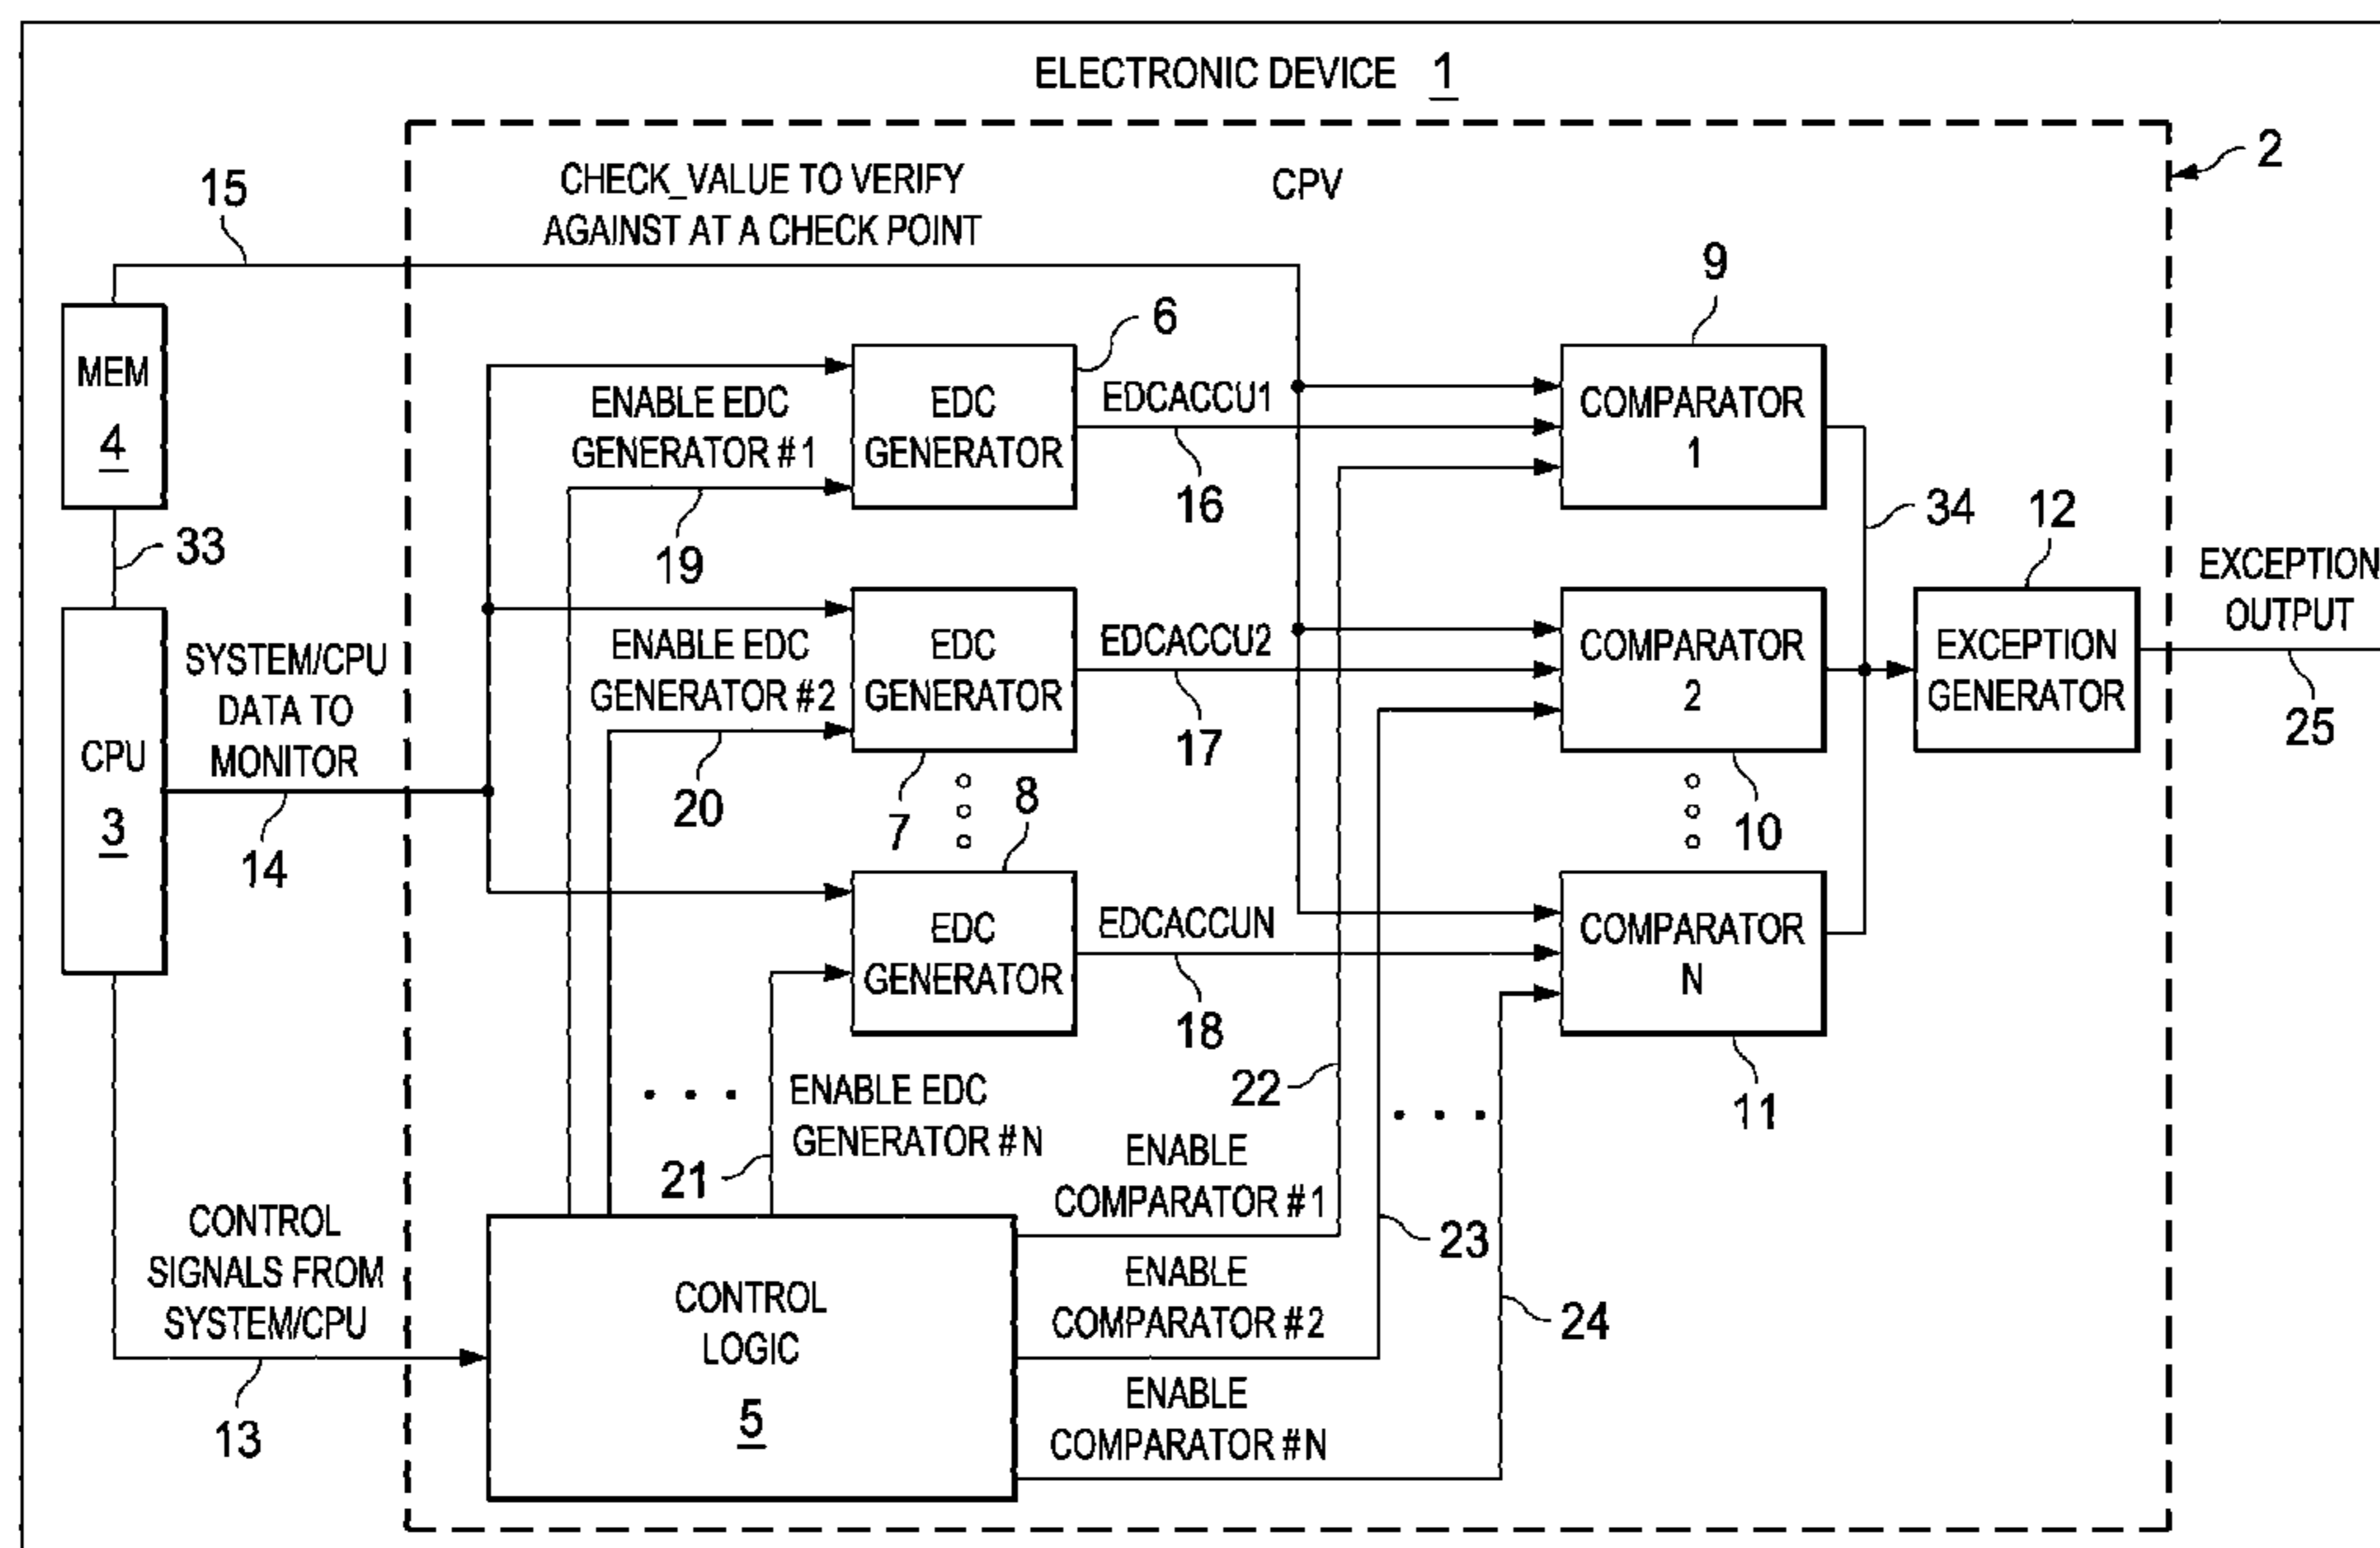 ELECTRONIC DEVICE 1
2
15
CHECK_VALUE TO VERIFY
AGAINST AT A CHECK POINT
CPV
9
6
MEM
4
ENABLE EDC
GENERATOR #1
EDC
GENERATOR
EDCACCU1
COMPARATOR
1
19
16
34
12
33
EXCEPTION
OUTPUT
SYSTEM/CPU
DATA TO
MONITOR
ENABLE EDC
GENERATOR #2
EDC
GENERATOR
EDCACCU2
COMPARATOR
2
EXCEPTION
GENERATOR
25
CPU
3
17
14
20
7
8
10
EDC
GENERATOR
EDCACCUN
COMPARATOR
N
18
22
11
ENABLE EDC
GENERATOR #N
21
ENABLE
COMPARATOR #1
CONTROL
SIGNALS FROM
SYSTEM/CPU
23
ENABLE
COMPARATOR #2
24
CONTROL
LOGIC
5
13
ENABLE
COMPARATOR #N